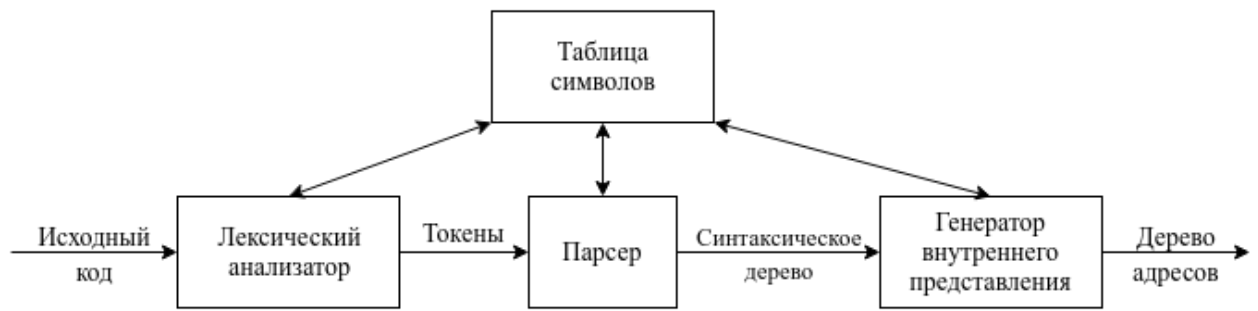 Таблица
символов
Исходный
код
Лексический
анализатор
Токены
Парсер
Синтаксическое
дерево
Генератор
внутреннего
представления
Дерево
адресов